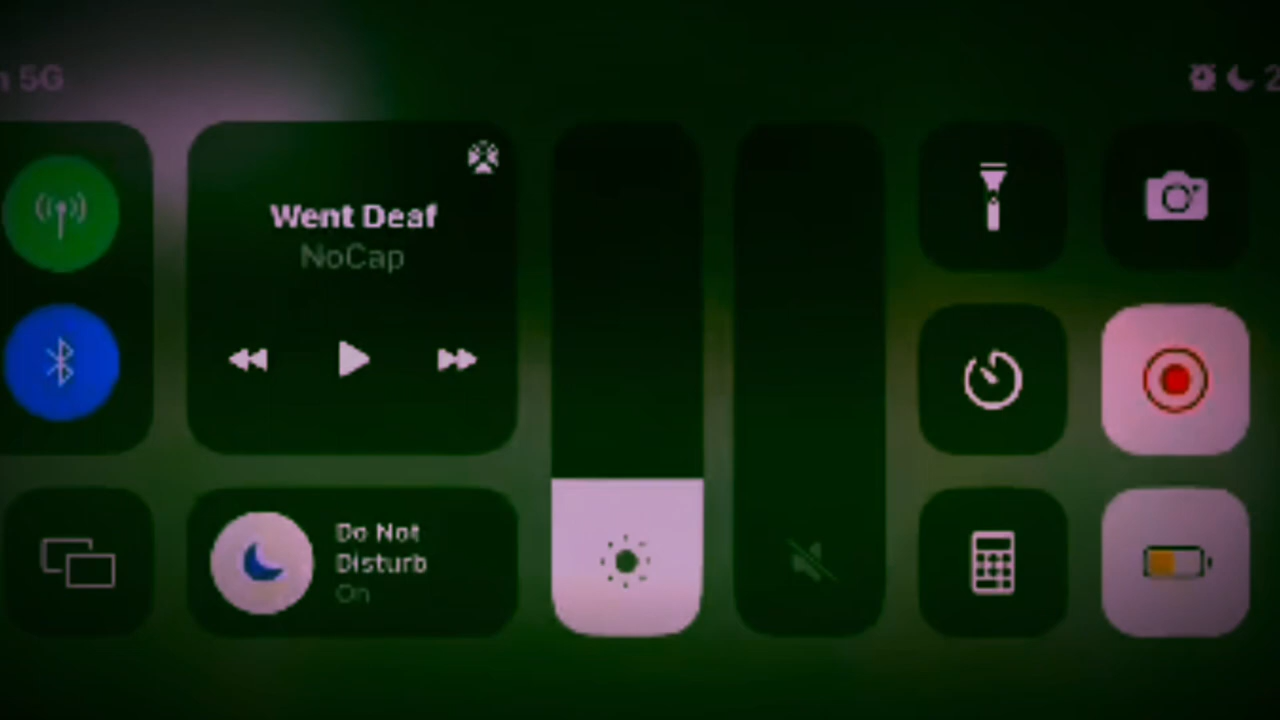 5G
Went Deaf
NoCap
Do Not
Disturb
On